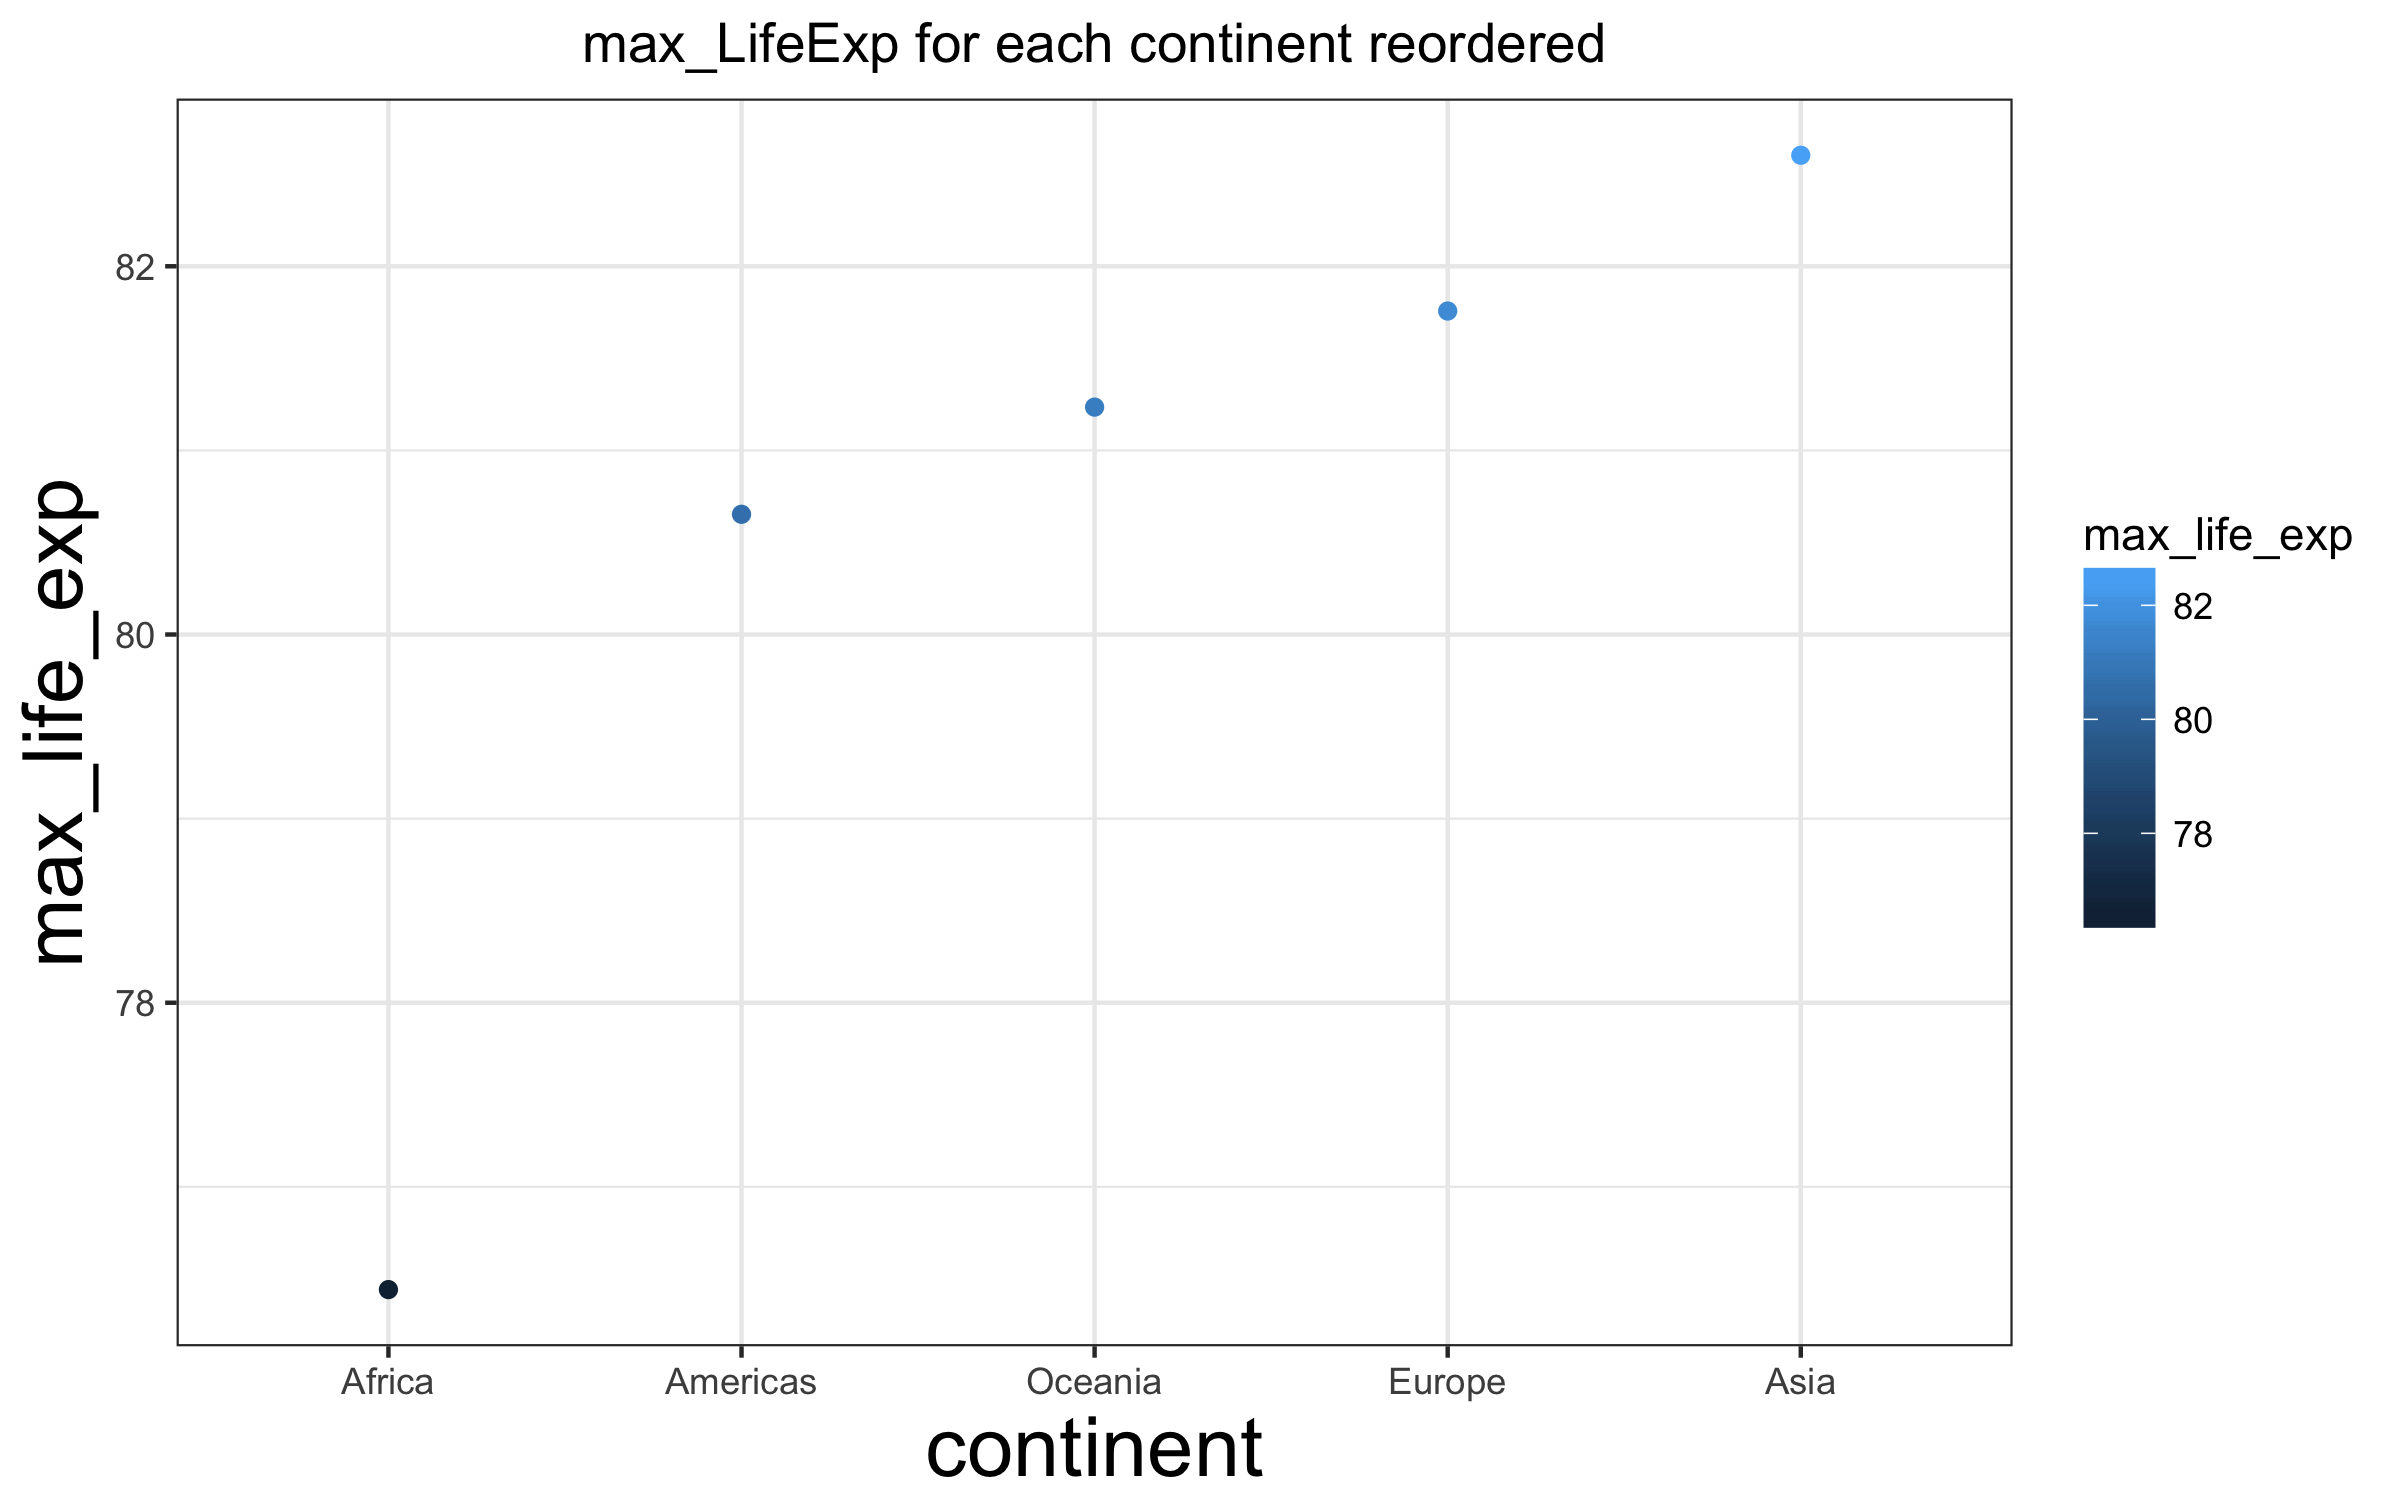 max_LifeExp for each continent reordered
max_life_exp
82
80
78
Africa Americas Oceania Europe Asia
continent
max_life_exp
82
80
78